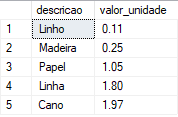 descricao valor_unidade
1 Linho 0.11
2 Madeira 0.25
3 Papel 1.05
4 Linha 1.80
5 Cano 1.97